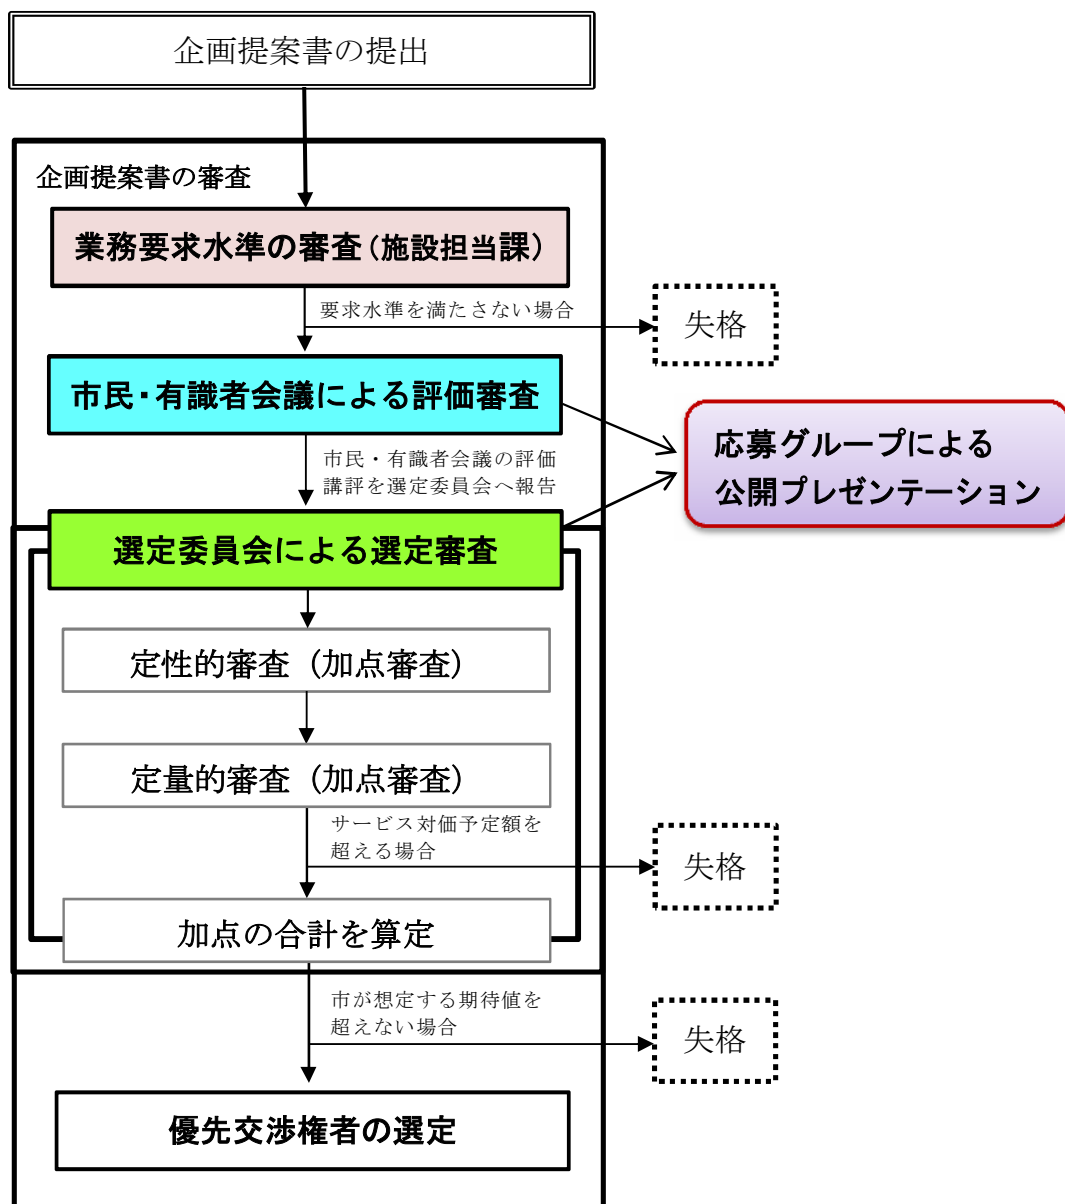 企画提案書の提出
企画提案書の審査
業務要求水準の審査（施設担当課）
要求水準を満たさない場合
失格
市民・有識者会議による評価審査
応募グループによる
公開プレゼンテーション
市民・有識者会議の評価
講評を選定委員会へ報告
選定委員会による選定審査
定性的審査（加点審査）
定量的審査（加点審査）
サービス対価予定額を
超える場合
失格
加点の合計を算定
市が想定する期待値を
超えない場合
失格
優先交渉権者の選定